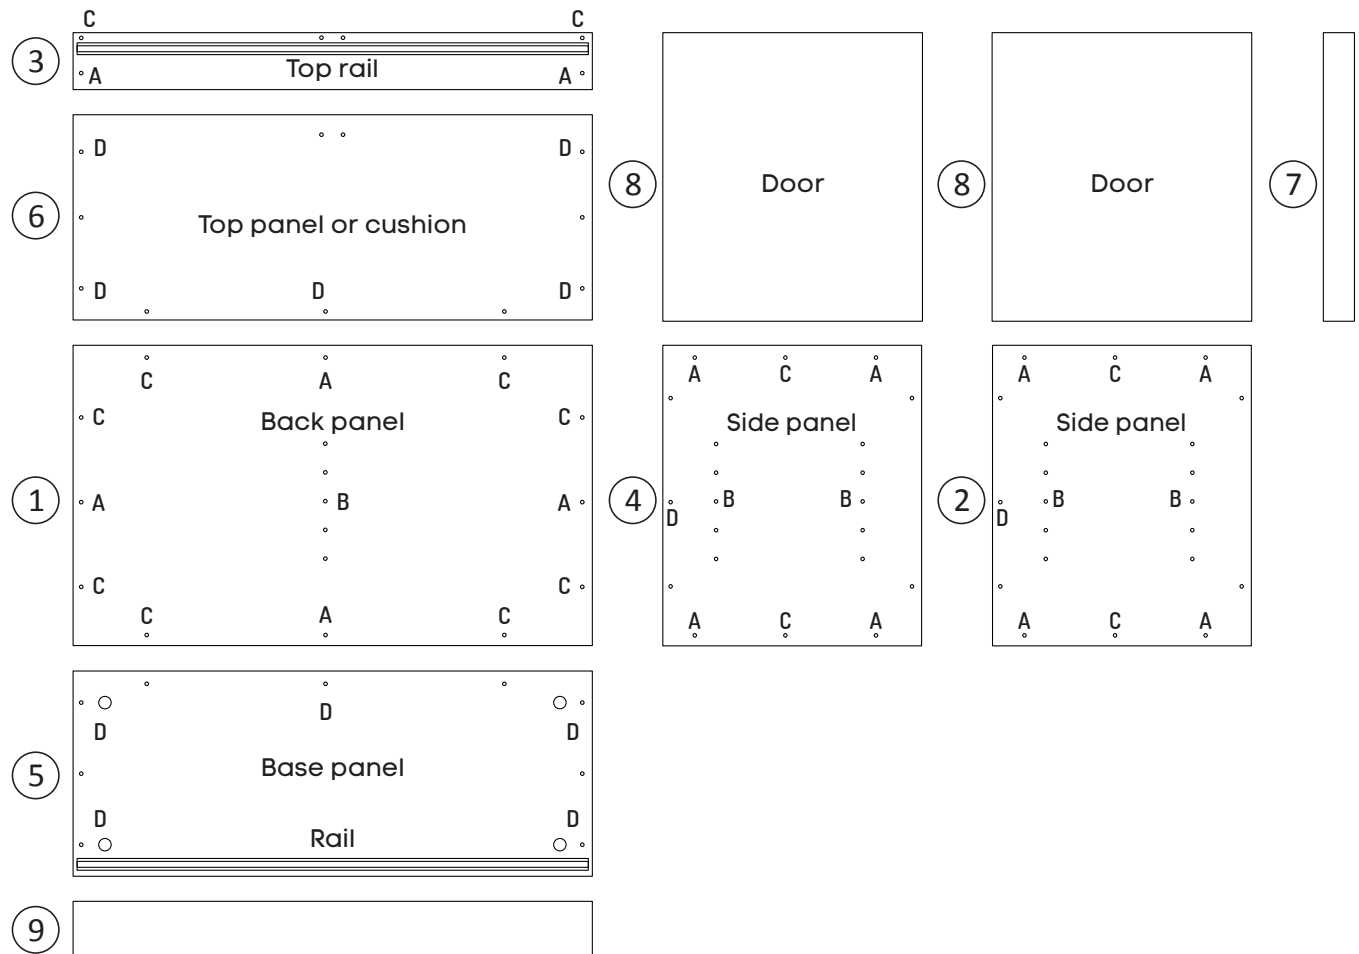 C C
3
Top rail
A A
D D
6
Top panel or cushion
D D D
8
Door
8
Door
7
C A C
C C
Back panel
1
A B A
C C
C A C
A C A
Side panel
4
B B
D
A C A
A C A
Side panel
2
B B
D
A C A
D
D D
5
Base panel
D D
Rail
9